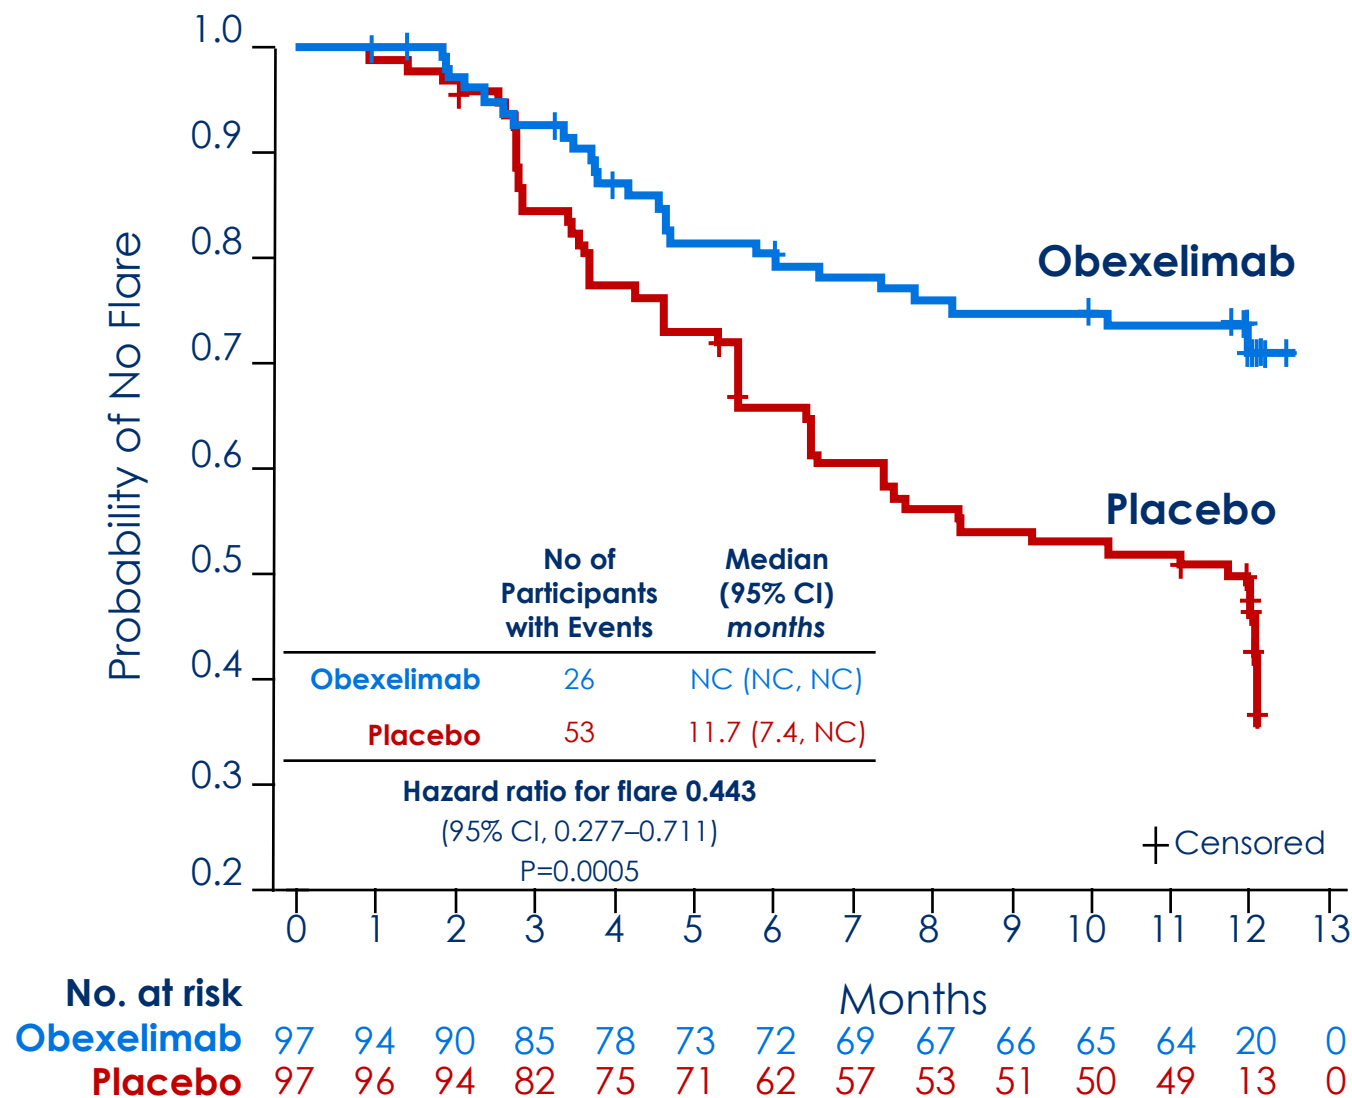 1.0
0.9
0.8
0.7
0.6
0.5
0.4
0.3
0.2
Probability of No Flare
Obexelimab
Placebo
No of Participants with Events
Median (95% CI) months
Obexelimab 26 NC (NC, NC)
Placebo 53 11.7 (7.4, NC)
Hazard ratio for flare 0.443
(95% CI, 0.277–0.711)
P=0.0005
Censored
0 1 2 3 4 5 6 7 8 9 10 11 12 13
Months
No. at risk
Obexelimab 97 94 90 85 78 73 72 69 67 66 65 64 20 0
Placebo 97 96 94 82 75 71 62 57 53 51 50 49 13 0